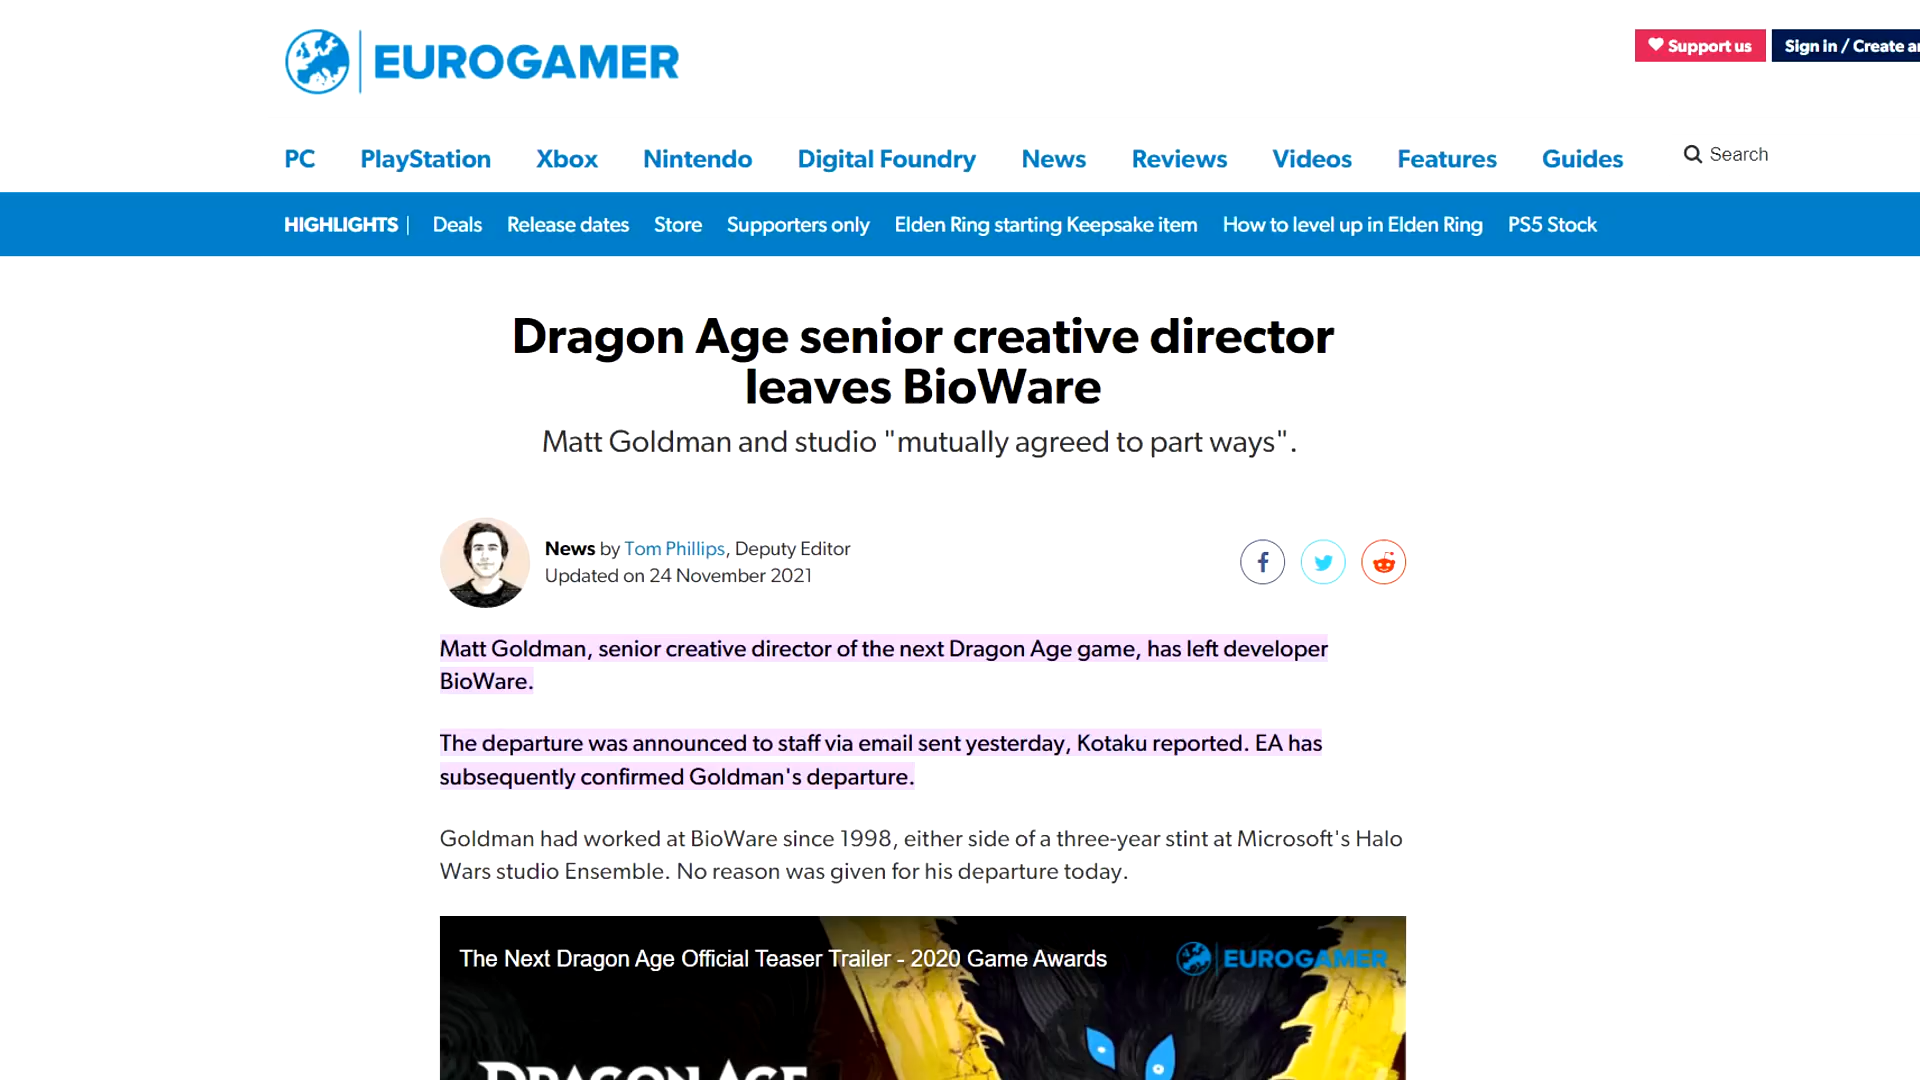 EUROGAMER
Support us
Sign in / Create a
PC PlayStation Xbox Nintendo Digital Foundry News Reviews Videos Features Guides Search
HIGHLIGHTS | Deals Release dates Store Supporters only Elden Ring starting Keepsake item How to level up in Elden Ring PS5 Stock
Dragon Age senior creative director
leaves BioWare
Matt Goldman and studio "mutually agreed to part ways".
News by Tom Phillips, Deputy Editor
Updated on 24 November 2021
Matt Goldman, senior creative director of the next Dragon Age game, has left developer
BioWare.
The departure was announced to staff via email sent yesterday, Kotaku reported. EA has
subsequently confirmed Goldman's departure.
Goldman had worked at BioWare since 1998, either side of a three-year stint at Microsoft's Halo
Wars studio Ensemble. No reason was given for his departure today.
The Next Dragon Age Official Teaser Trailer - 2020 Game Awards
EUROGAMER
DRAGON AGE